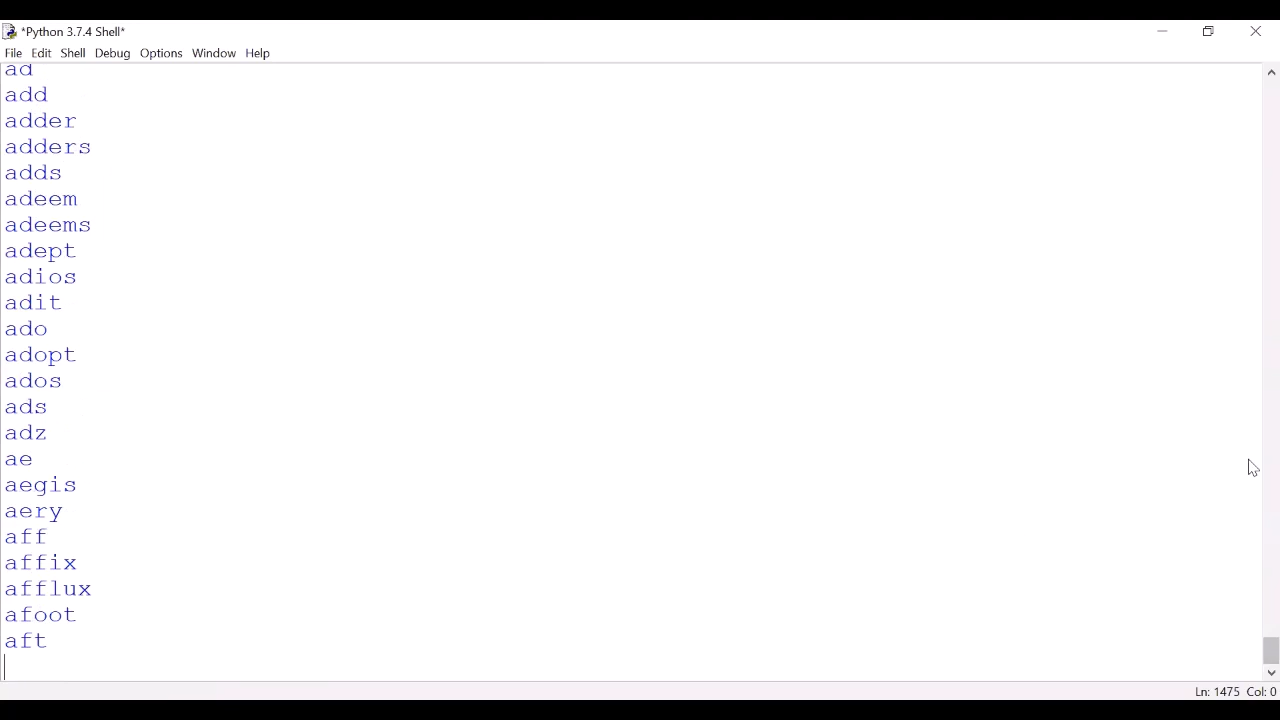 *Python 3.7.4 Shell*
File Edit Shell Debug Options Window Help
ad
add
adder
adders
adds
adeem
adeems
adept
adios
adit
ado
adopt
ados
ads
adz
ae
aegis
aery
aff
affix
afflux
afoot
aft
Ln: 1475 Col: 0